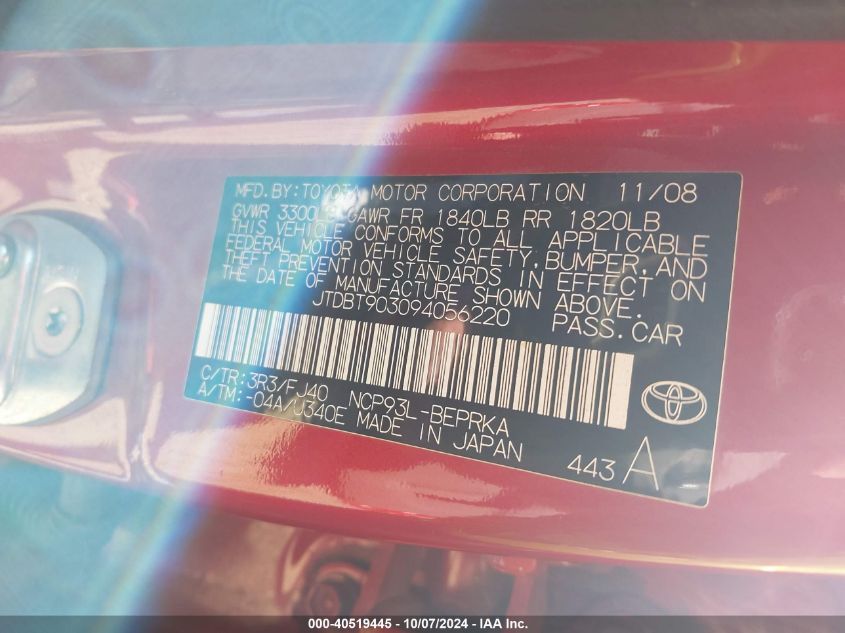 MFD. BY: TOYOTA MOTOR CORPORATION 11/08
GVWR 3300LB GAWR FR 1840LB RR 1820LB
THIS VEHICLE CONFORMS TO ALL APPLICABLE
FEDERAL MOTOR VEHICLE SAFETY, BUMPER, AND
THEFT PREVENTION STANDARDS IN EFFECT ON
THE DATE OF MANUFACTURE SHOWN ABOVE.
JTDBT903094056220 PASS. CAR
C/TR: 3R3/FJ40 NCP93L-BEPRKA
A/TM: -04A/U340E MADE IN JAPAN
443 A
000-40519445 - 10/07/2024 - IAA Inc.